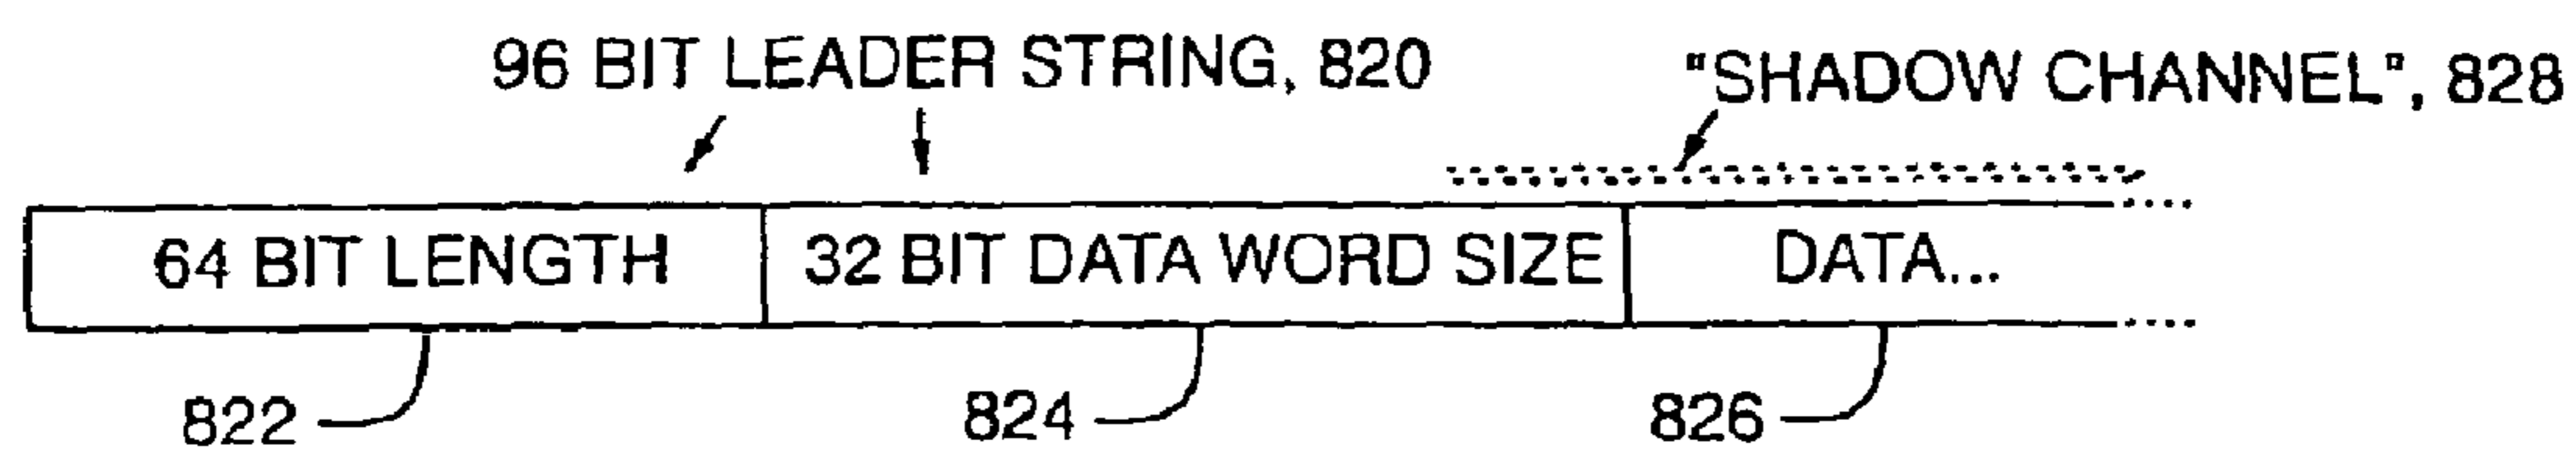 96 BIT LEADER STRING, 820
"SHADOW CHANNEL", 828
64 BIT LENGTH
32 BIT DATA WORD SIZE
DATA...
822
824
826